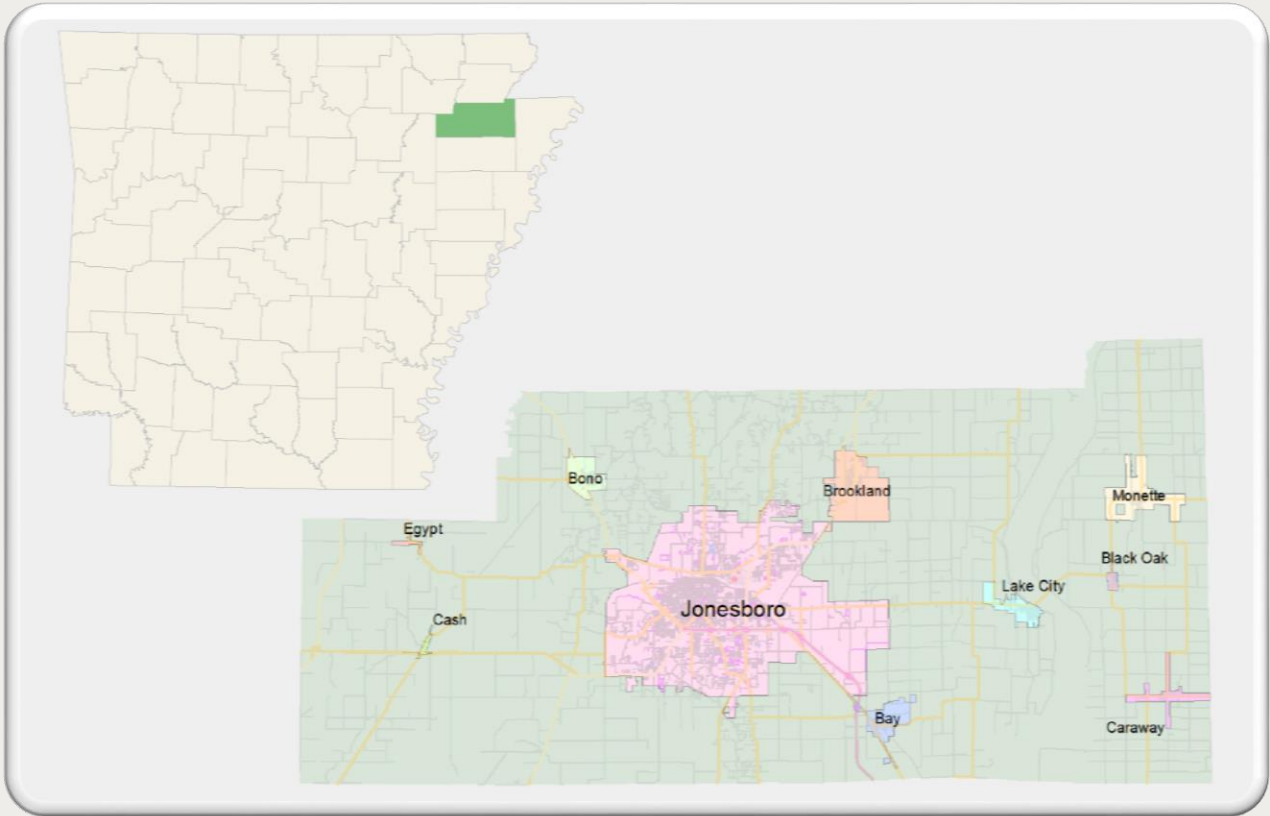 Bono
Brookland
Monette
Egypt
Black Oak
Lake City
Jonesboro
Cash
Bay
Caraway